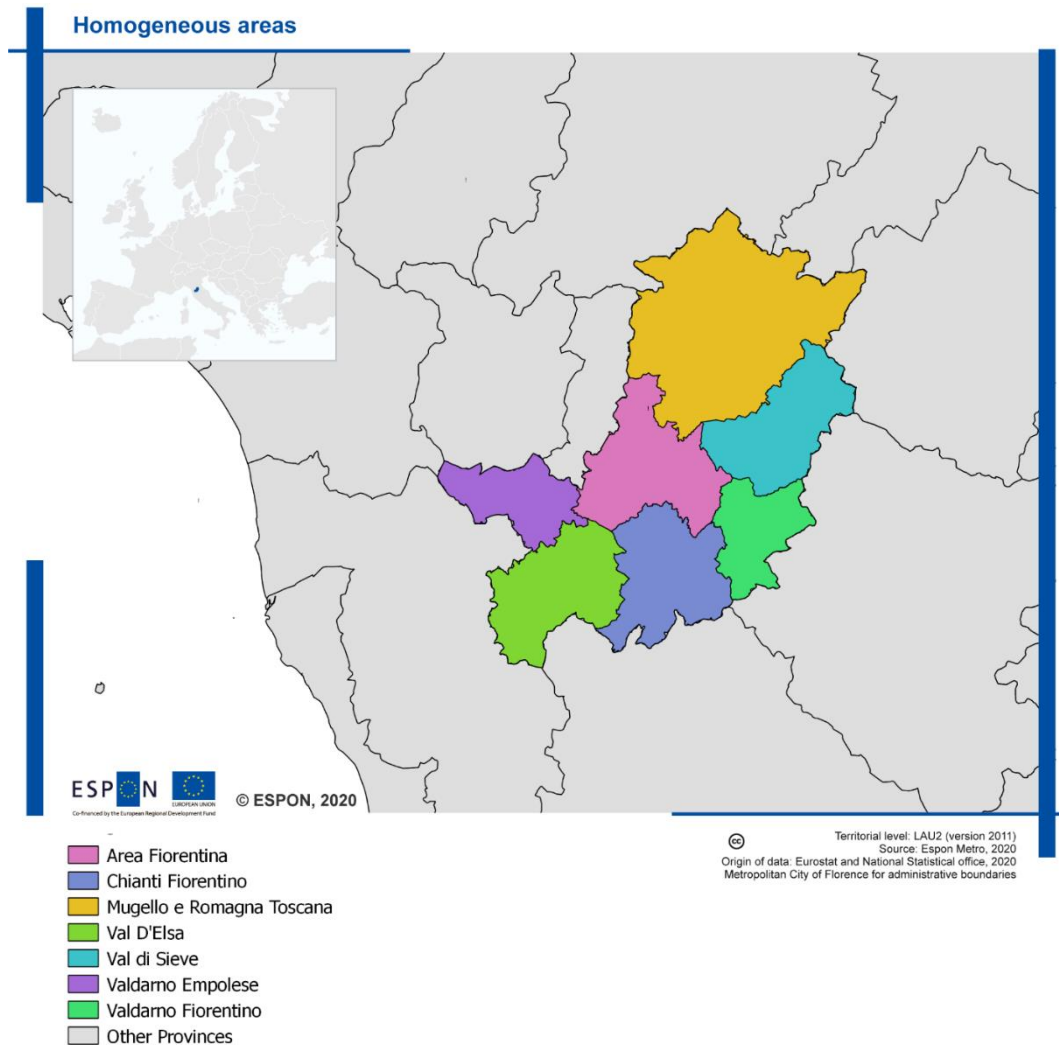 Homogeneous areas
ESPON
EUROPEAN UNION
Co-financed by the European Regional Development Fund
© ESPON, 2020
cc
Territorial level: LAU2 (version 2011)
Source: Espon Metro, 2020
Origin of data: Eurostat and National Statistical office, 2020
Metropolitan City of Florence for administrative boundaries
Area Fiorentina
Chianti Fiorentino
Mugello e Romagna Toscana
Val D'Elsa
Val di Sieve
Valdarno Empolese
Valdarno Fiorentino
Other Provinces